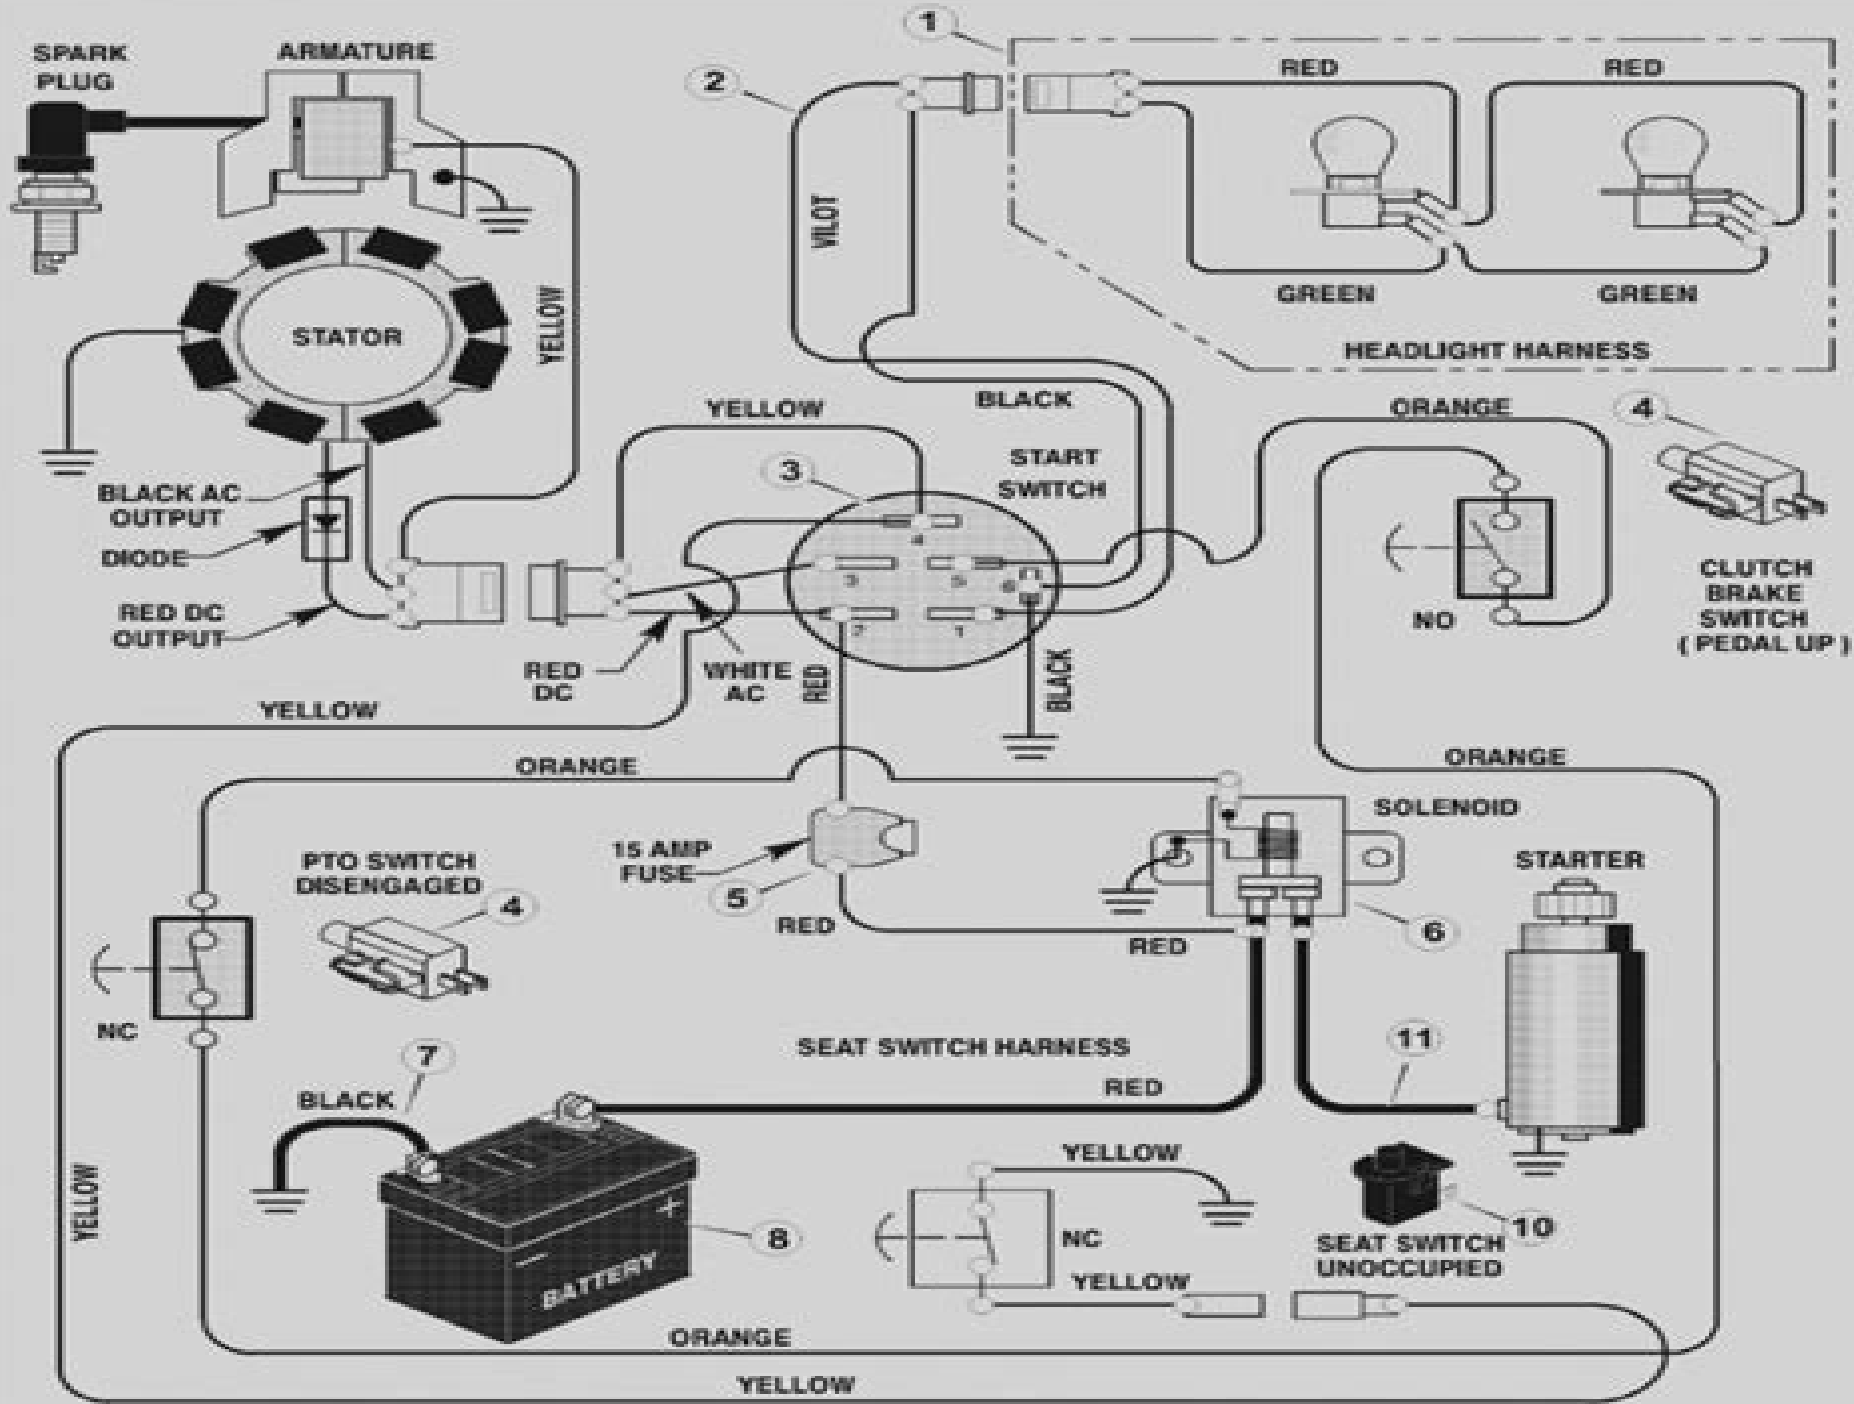 1
SPARK
PLUG
ARMATURE
2
RED
RED
VILOT
GREEN
GREEN
YELLOW
STATOR
HEADLIGHT HARNESS
YELLOW
BLACK
ORANGE
4
3
START
SWITCH
BLACK AC
OUTPUT
DIODE
RED DC
OUTPUT
4
3
5
6
2
1
NO
CLUTCH
BRAKE
SWITCH
( PEDAL UP )
RED
DC
WHITE
AC
RED
BLACK
YELLOW
ORANGE
ORANGE
SOLENOID
15 AMP
FUSE
5
PTO SWITCH
DISENGAGED
4
STARTER
RED
RED
6
NC
7
SEAT SWITCH HARNESS
11
BLACK
RED
YELLOW
YELLOW
+
8
NC
10
SEAT SWITCH
UNOCCUPIED
−
BATTERY
YELLOW
ORANGE
YELLOW